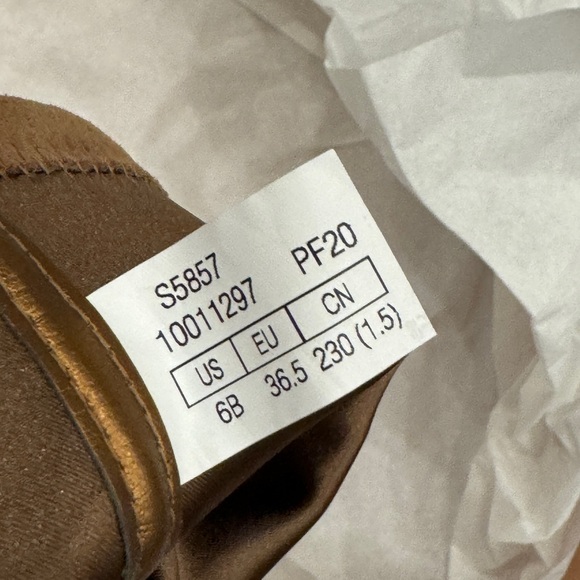 S5857
10011297 PF20
US EU CN
6B 36.5 230 (1.5)